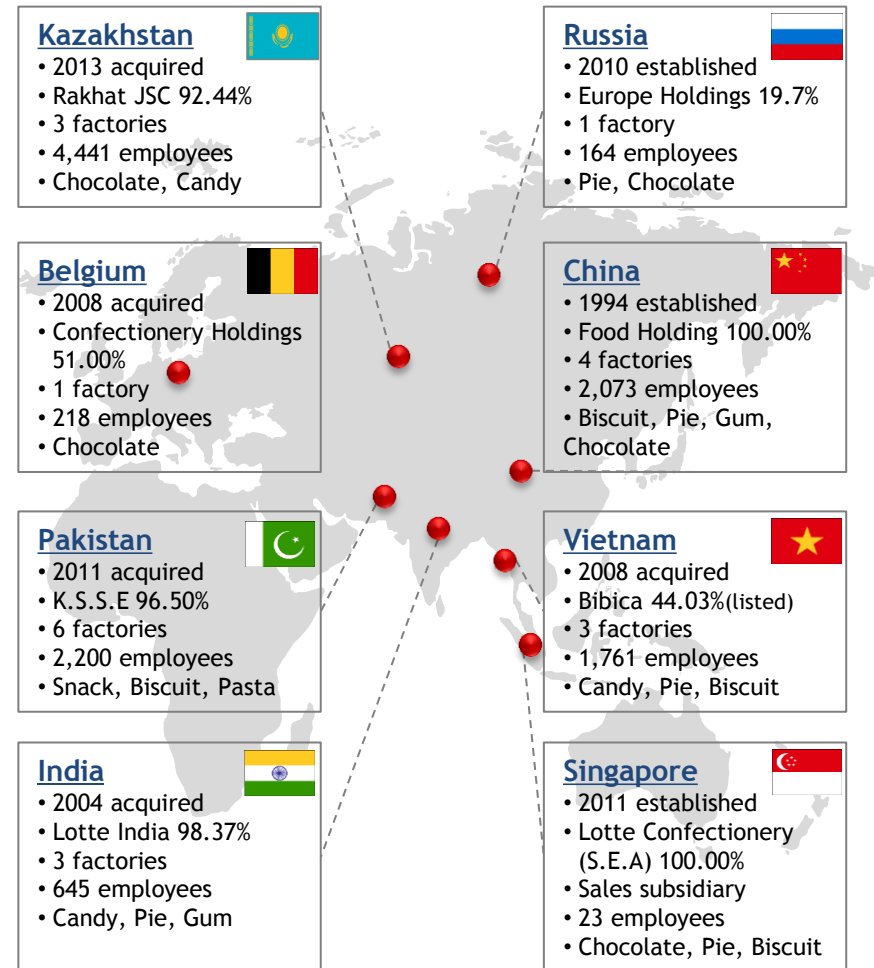 Kazakhstan
• 2013 acquired
• Rakhat JSC 92.44%
• 3 factories
• 4,441 employees
• Chocolate, Candy
Russia
• 2010 established
• Europe Holdings 19.7%
• 1 factory
• 164 employees
• Pie, Chocolate
Belgium
• 2008 acquired
• Confectionery Holdings
51.00%
• 1 factory
• 218 employees
• Chocolate
China
• 1994 established
• Food Holding 100.00%
• 4 factories
• 2,073 employees
• Biscuit, Pie, Gum,
Chocolate
Pakistan
• 2011 acquired
• K.S.S.E 96.50%
• 6 factories
• 2,200 employees
• Snack, Biscuit, Pasta
Vietnam
• 2008 acquired
• Bibica 44.03%(listed)
• 3 factories
• 1,761 employees
• Candy, Pie, Biscuit
India
• 2004 acquired
• Lotte India 98.37%
• 3 factories
• 645 employees
• Candy, Pie, Gum
Singapore
• 2011 established
• Lotte Confectionery
(S.E.A) 100.00%
• Sales subsidiary
• 23 employees
• Chocolate, Pie, Biscuit